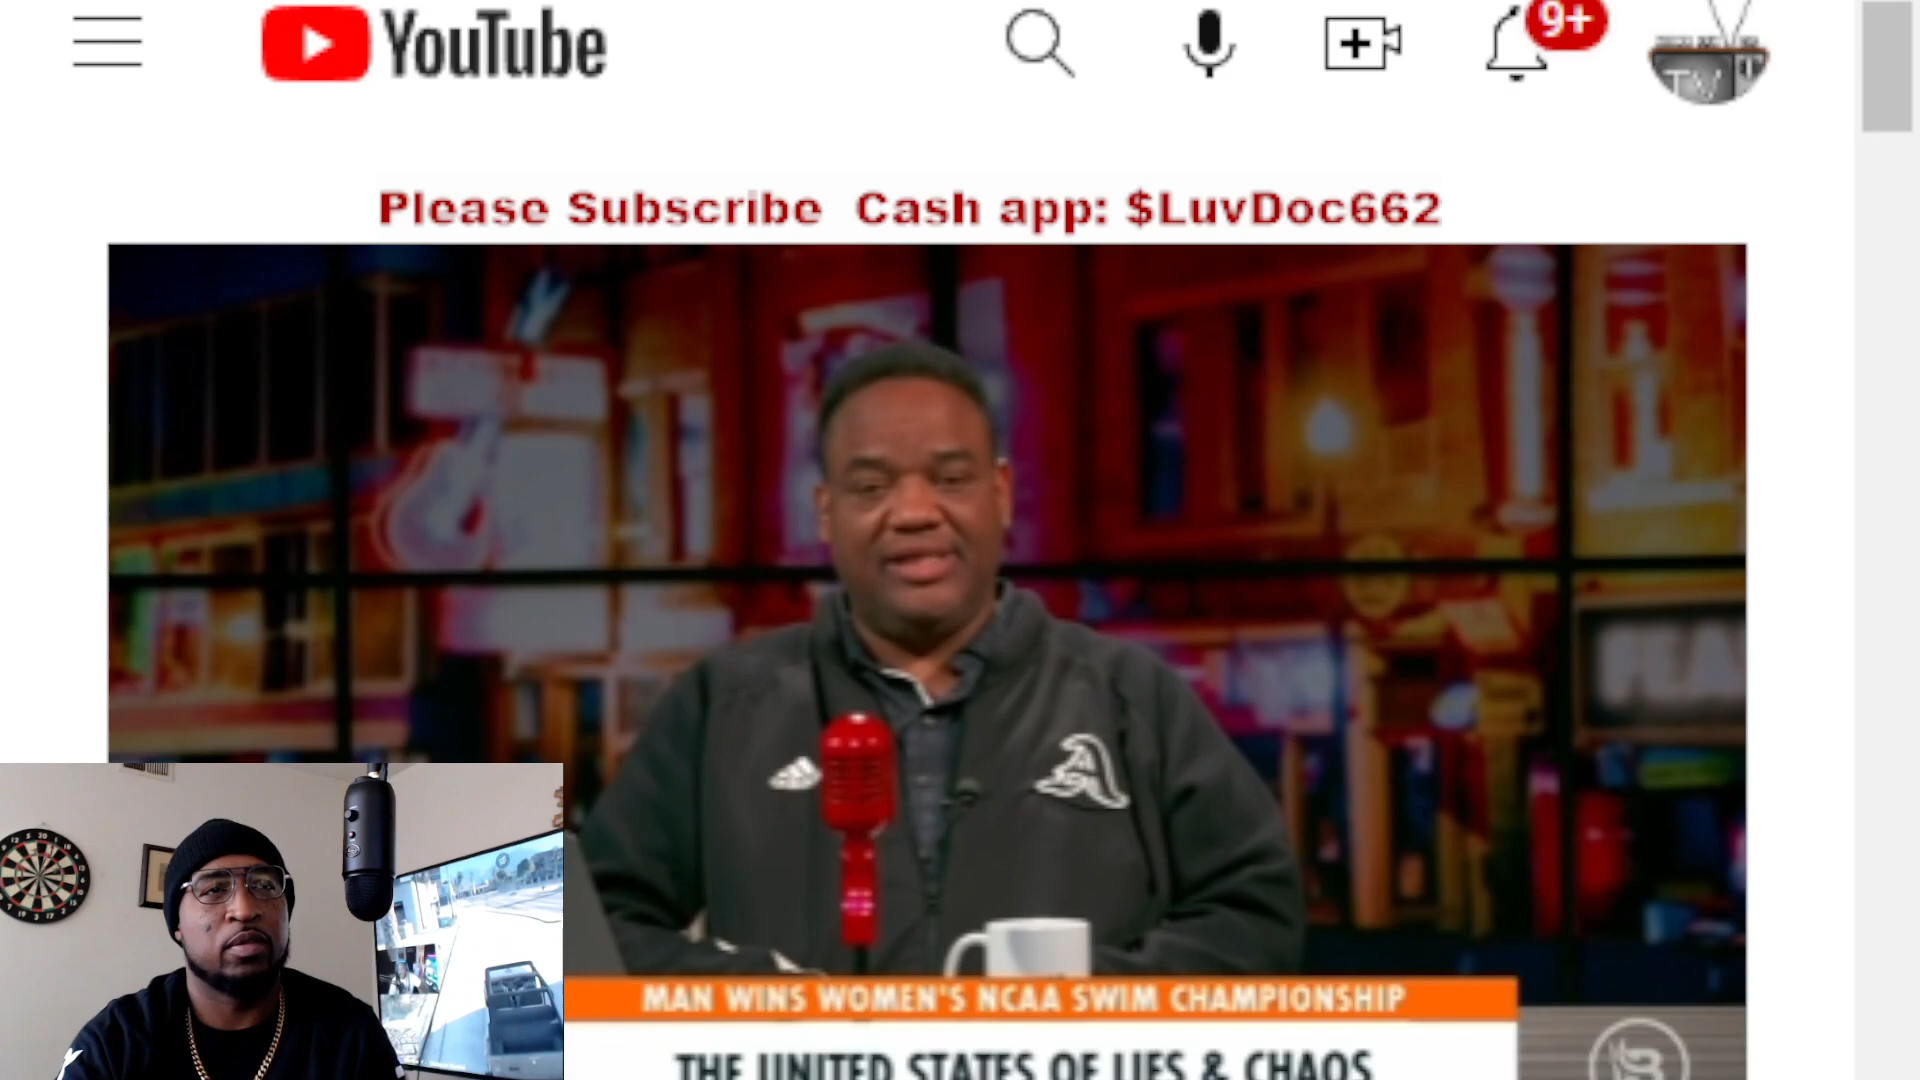 YouTube
9+
TV
Please Subscribe Cash app: $LuvDoc662
MAN WINS WOMEN'S NCAA SWIM CHAMPIONSHIP
THE UNITED STATES OF LIES & CHAOS